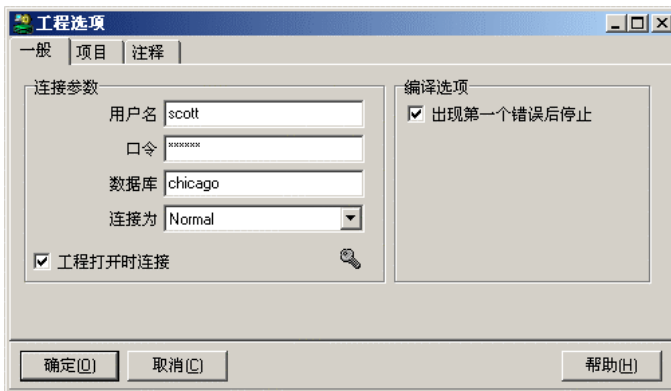 工程选项
一般 项目 注释
连接参数
用户名 scott
口令 ******
数据库 chicago
连接为 Normal
工程打开时连接
编译选项
出现第一个错误后停止
确定(O) 取消(C) 帮助(H)